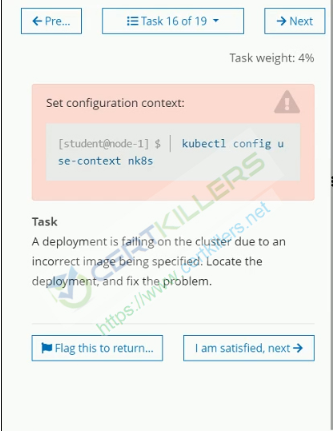 Pre...
Task 16 of 19
Next
Task weight: 4%
Set configuration context:
[student@node-1] $ | kubectl config u
se-context nk8s
Task
A deployment is failing on the cluster due to an
incorrect image being specified. Locate the
deployment, and fix the problem.
CERTKILLERS
https://www.certkillers.net
Flag this to return...
I am satisfied, next